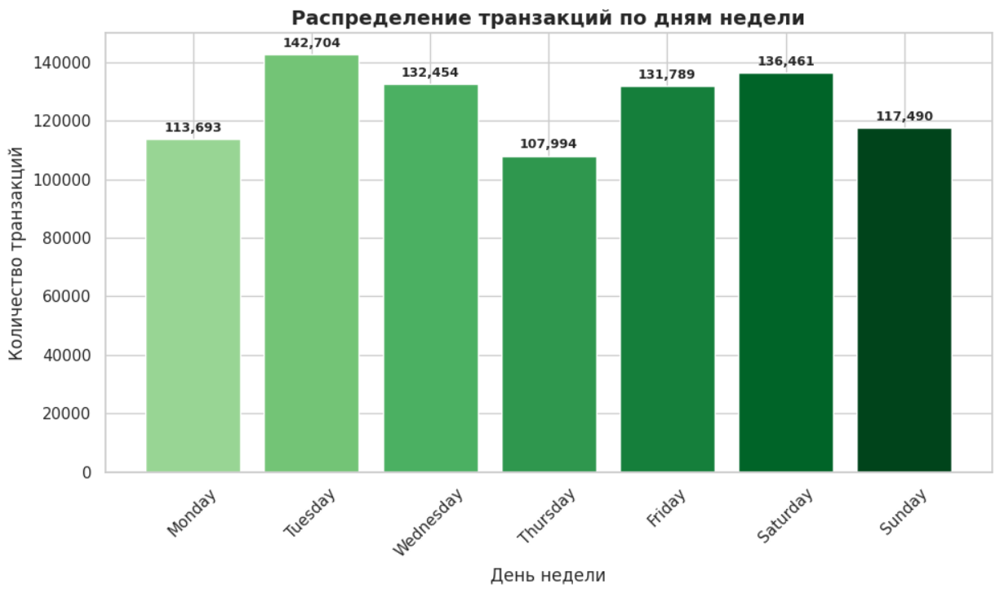 Распределение транзакций по дням недели
Количество транзакций
140000
120000
100000
80000
60000
40000
20000
0
113,693
142,704
132,454
107,994
131,789
136,461
117,490
Monday
Tuesday
Wednesday
Thursday
Friday
Saturday
Sunday
День недели